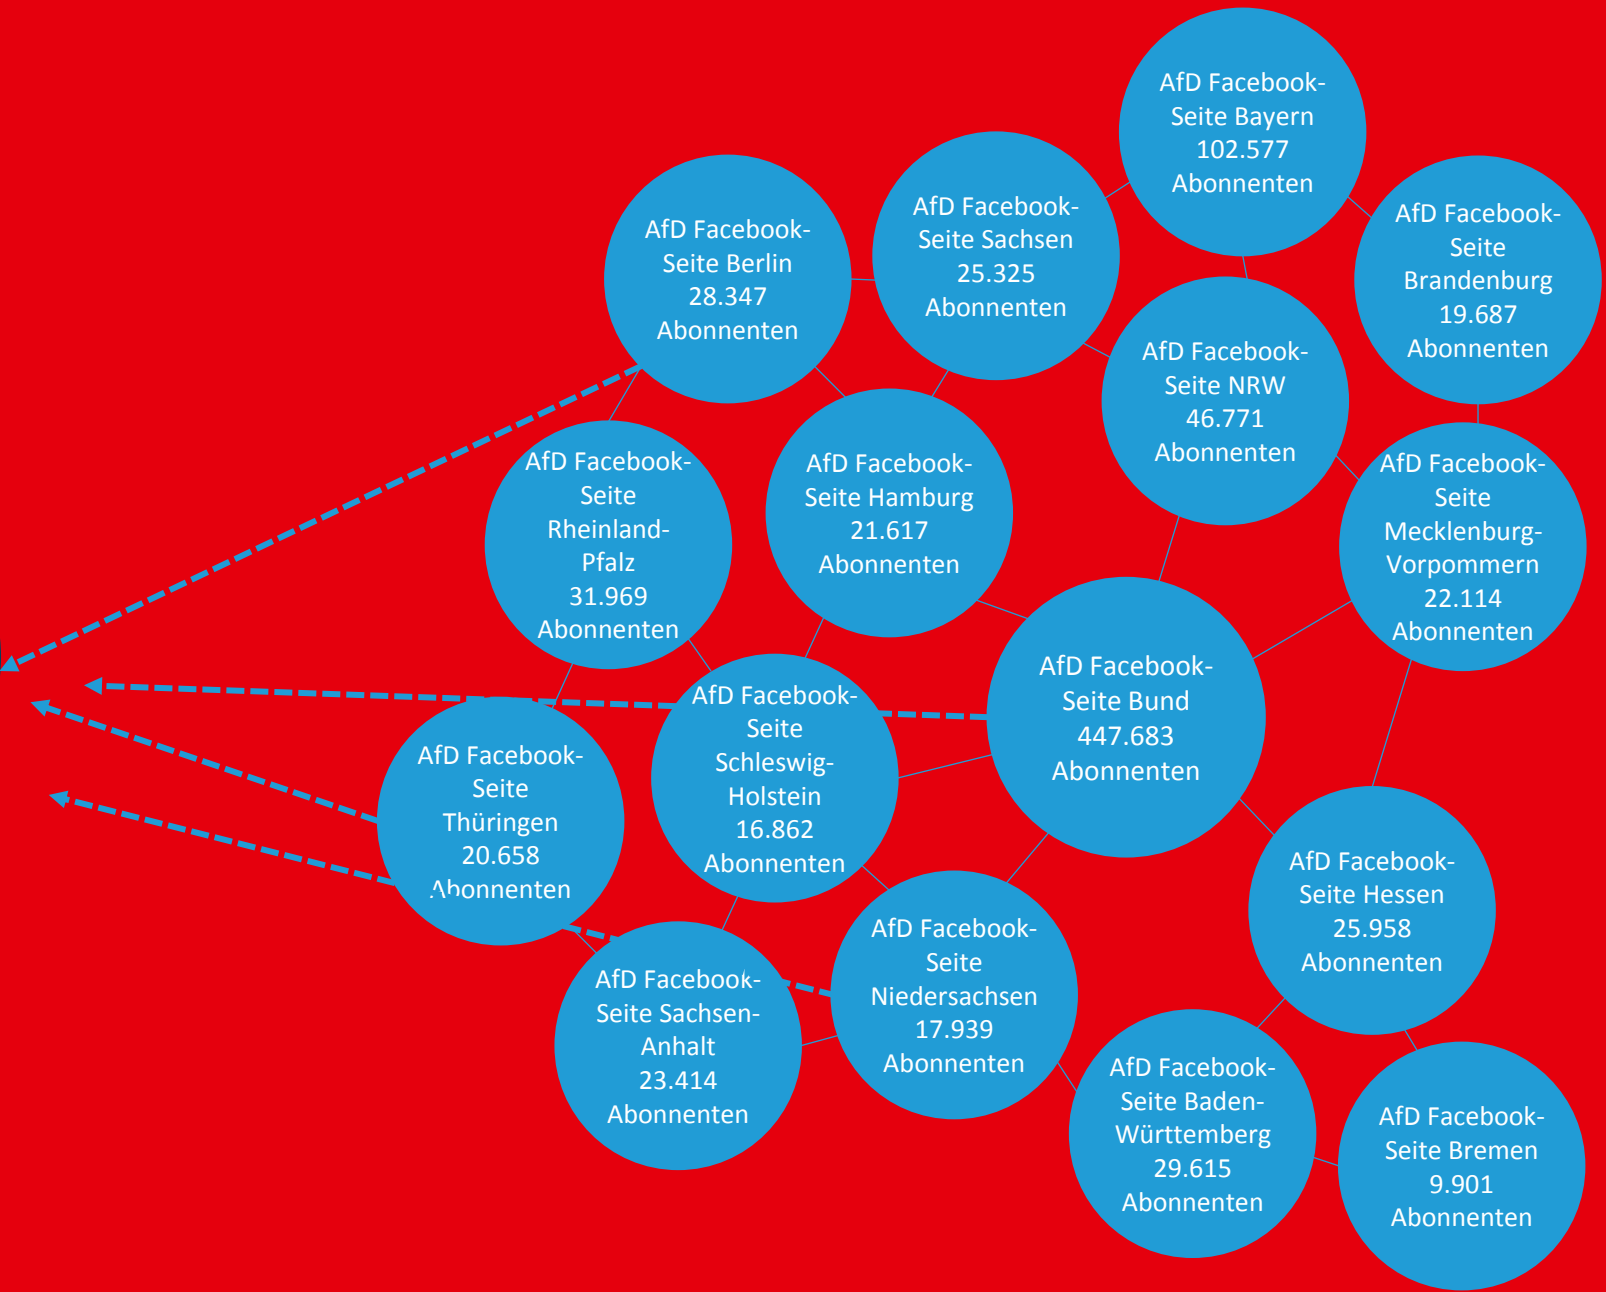 AfD Facebook-
Seite Bayern
102.577
Abonnenten
AfD Facebook-
Seite Sachsen
25.325
Abonnenten
AfD Facebook-
Seite Berlin
28.347
Abonnenten
AfD Facebook-
Seite
Brandenburg
19.687
Abonnenten
AfD Facebook-
Seite NRW
46.771
Abonnenten
AfD Facebook-
Seite
Rheinland-
Pfalz
31.969
Abonnenten
AfD Facebook-
Seite Hamburg
21.617
Abonnenten
AfD Facebook-
Seite
Mecklenburg-
Vorpommern
22.114
Abonnenten
AfD Facebook-
Seite Bund
447.683
Abonnenten
AfD Facebook-
Seite
Schleswig-
Holstein
16.862
Abonnenten
AfD Facebook-
Seite
Thüringen
20.658
Abonnenten
AfD Facebook-
Seite Hessen
25.958
Abonnenten
AfD Facebook-
Seite
Niedersachsen
17.939
Abonnenten
AfD Facebook-
Seite Sachsen-
Anhalt
23.414
Abonnenten
AfD Facebook-
Seite Baden-
Württemberg
29.615
Abonnenten
AfD Facebook-
Seite Bremen
9.901
Abonnenten